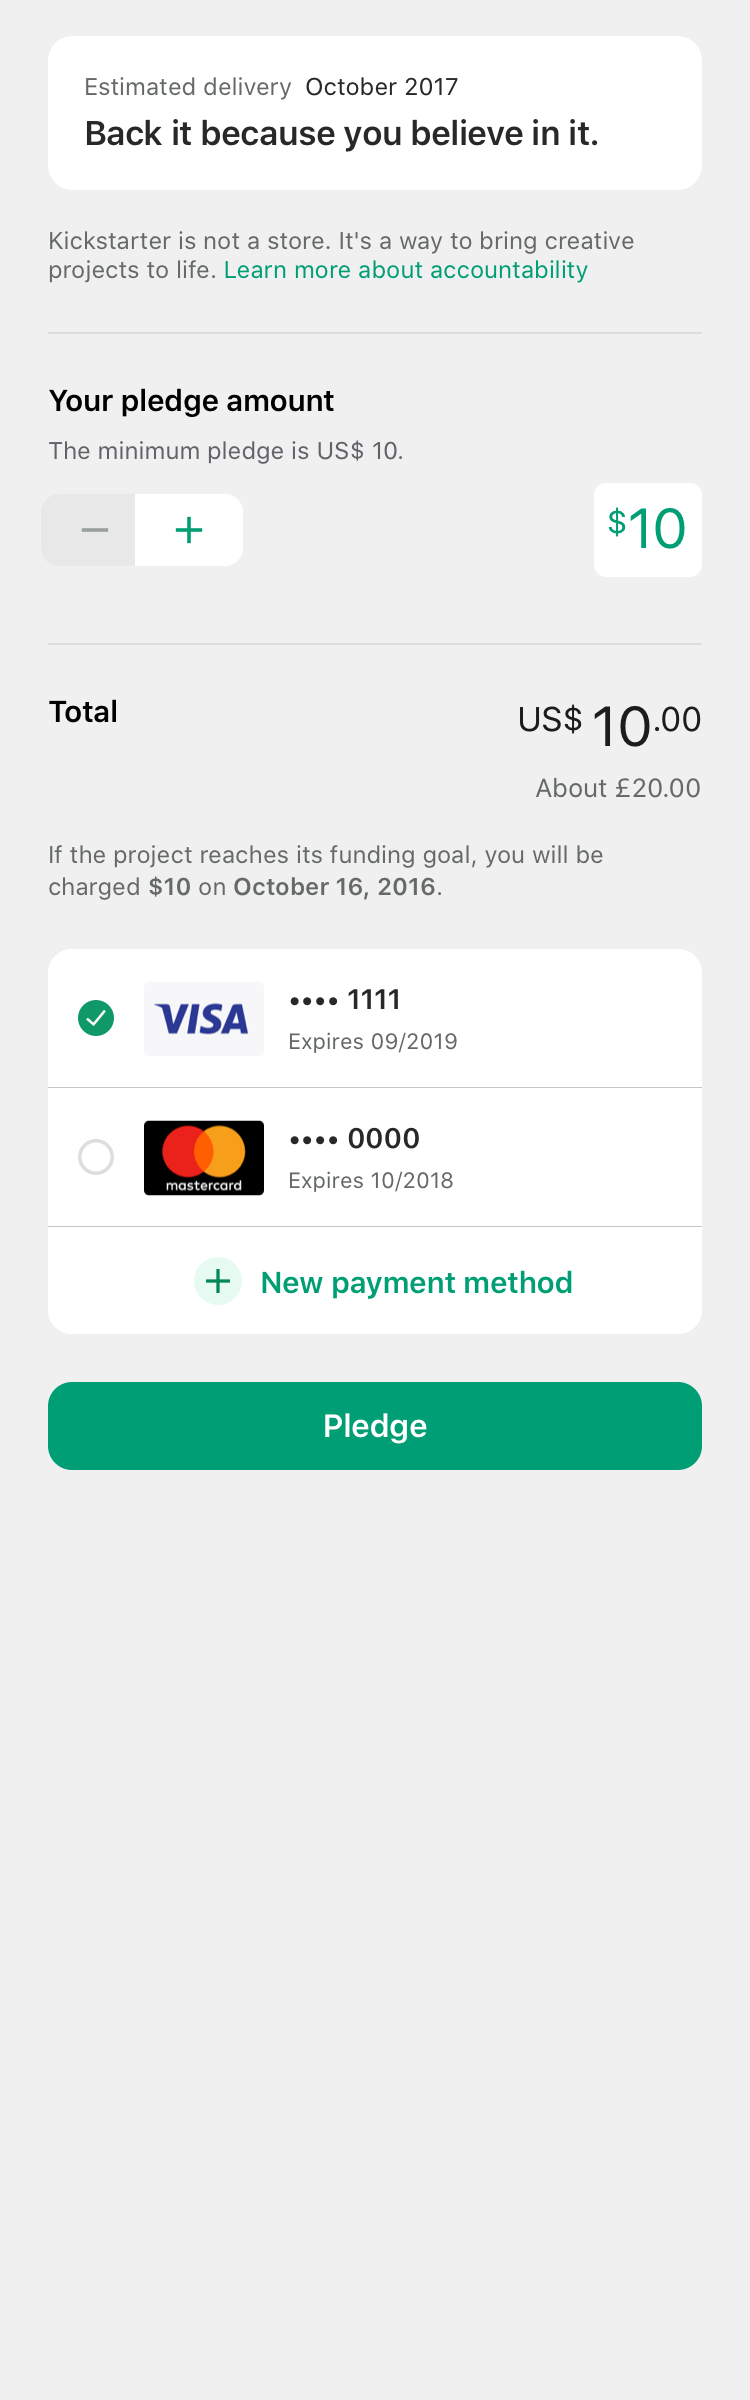 Estimated delivery October 2017
Back it because you believe in it.
Kickstarter is not a store. It's a way to bring creative
projects to life. Learn more about accountability
Your pledge amount
The minimum pledge is US$ 10.
− +
$10
Total
US$ 10.00
About £20.00
If the project reaches its funding goal, you will be
charged $10 on October 16, 2016.
VISA
•••• 1111
Expires 09/2019
mastercard
•••• 0000
Expires 10/2018
+ New payment method
Pledge